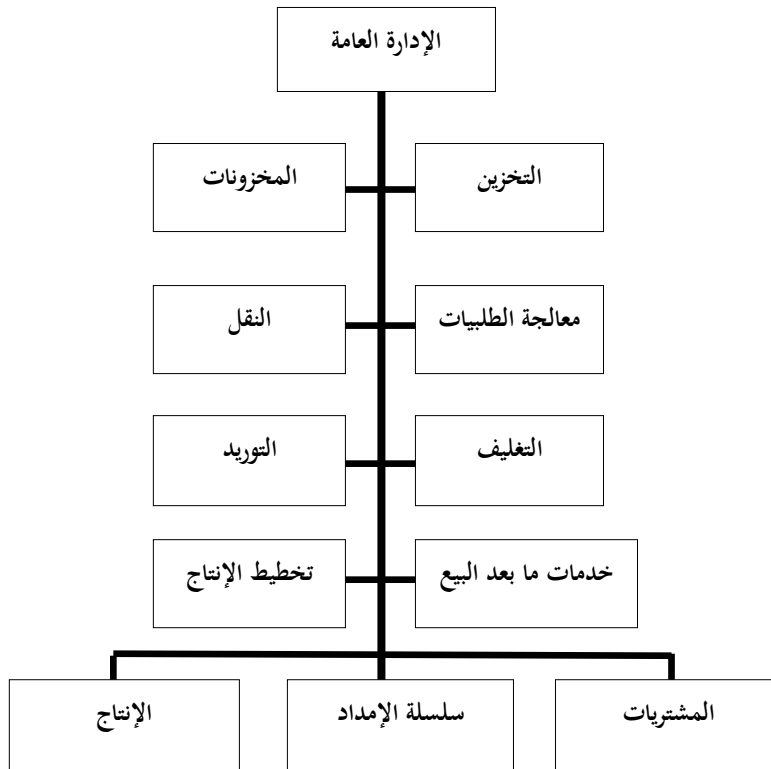 الإدارة العامة
التخزين
المخزونات
معالجة الطلبيات
النقل
التغليف
التوريد
خدمات ما بعد البيع
تخطيط الإنتاج
المشتريات
سلسلة الإمداد
الإنتاج